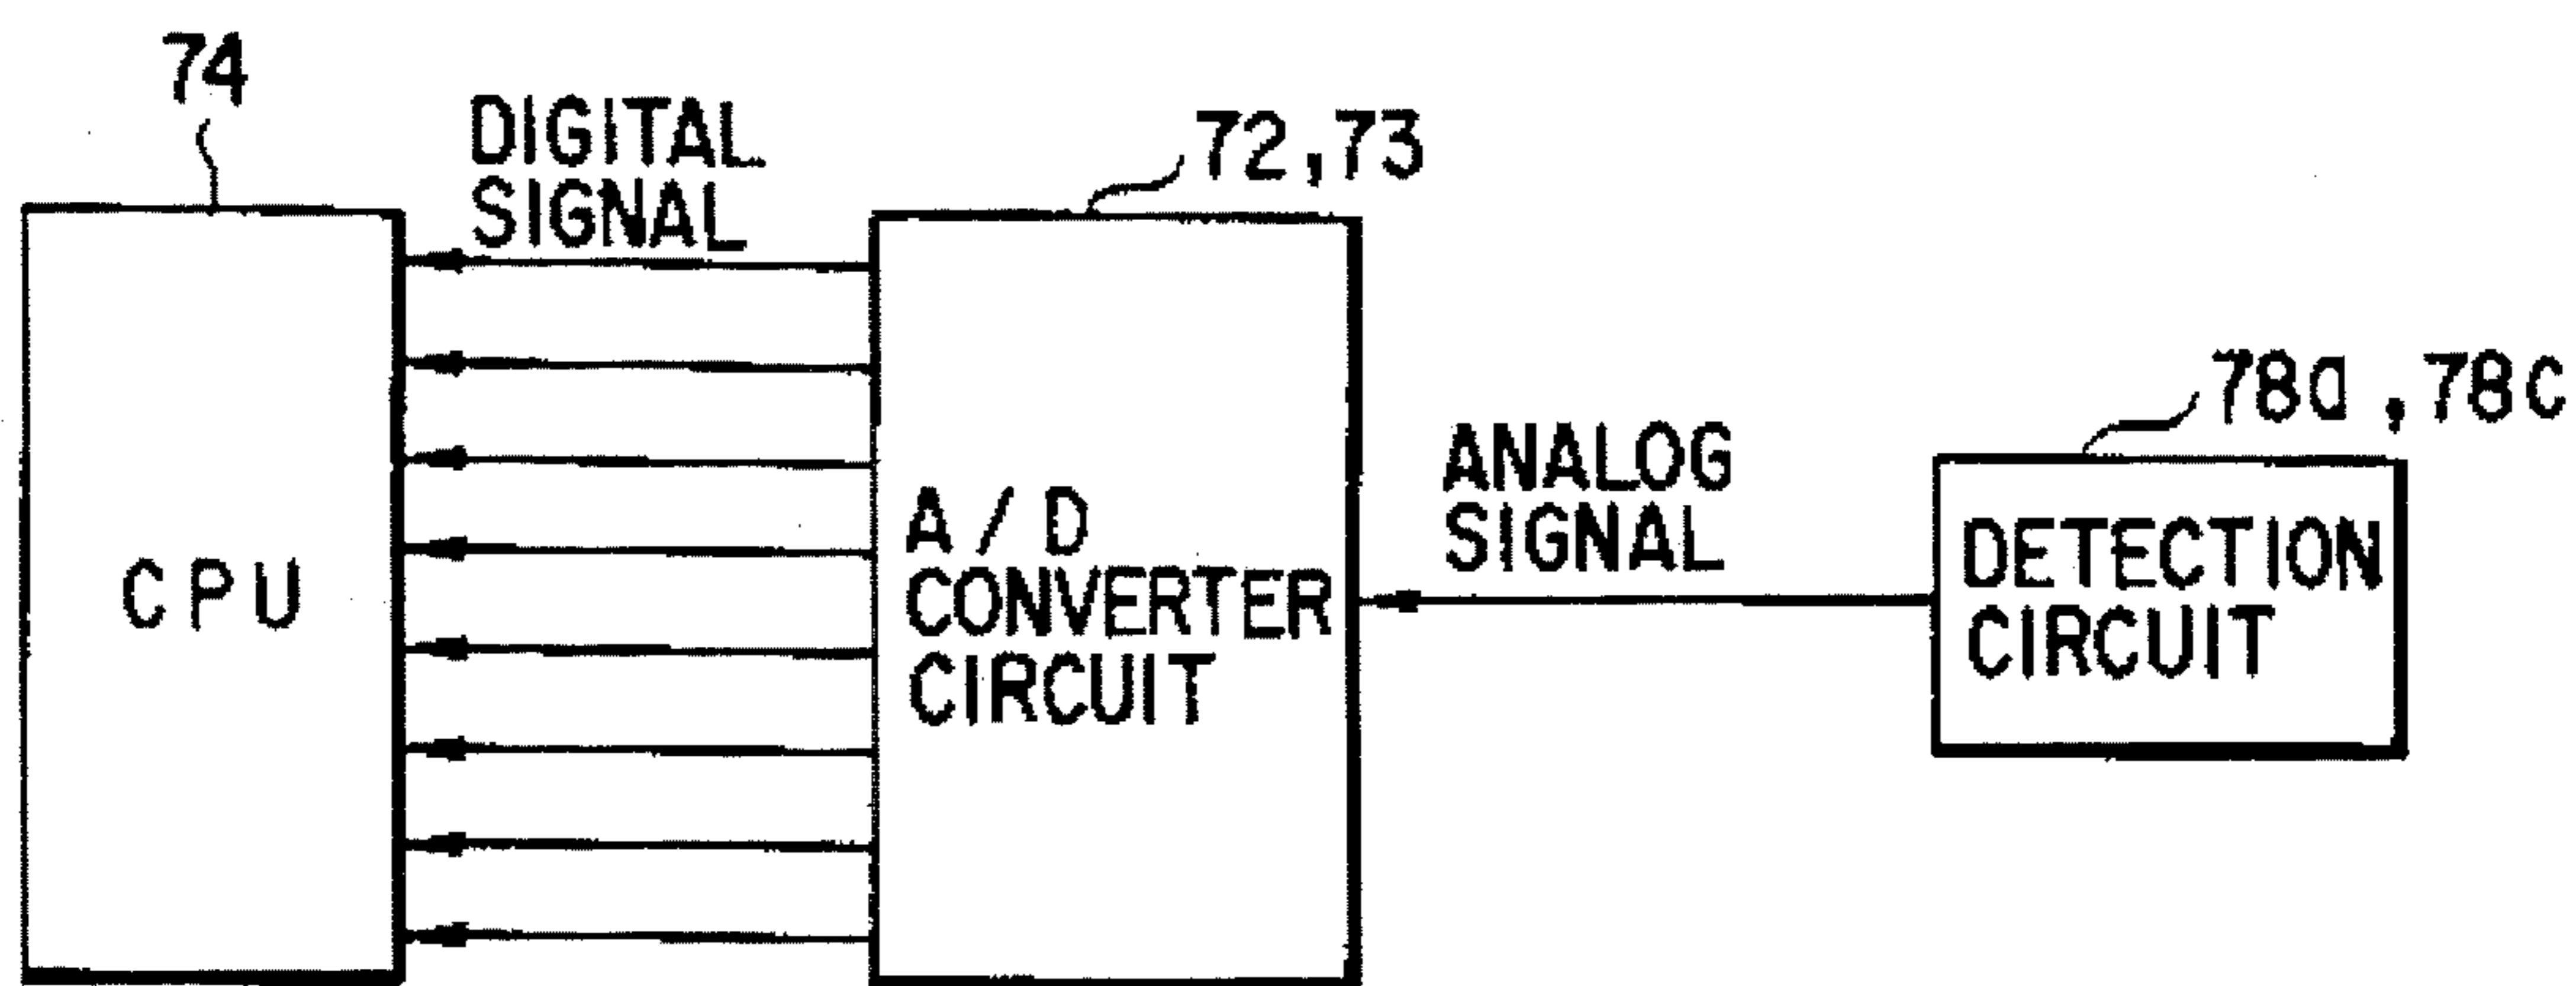 74
DIGITAL
SIGNAL
72,73
78a, 78c
ANALOG
SIGNAL
CPU
A/D
CONVERTER
CIRCUIT
DETECTION
CIRCUIT